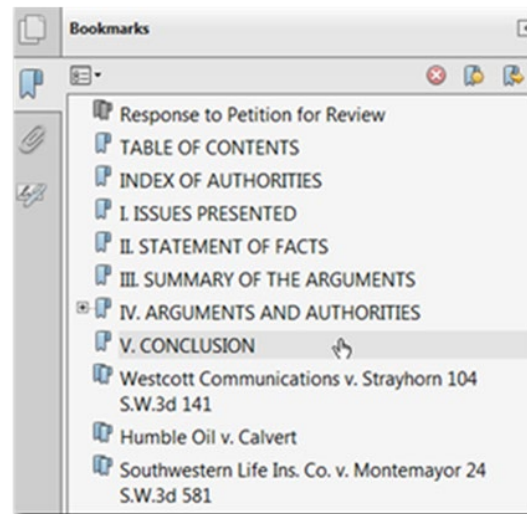 Bookmarks
Response to Petition for Review
TABLE OF CONTENTS
INDEX OF AUTHORITIES
I. ISSUES PRESENTED
II. STATEMENT OF FACTS
III. SUMMARY OF THE ARGUMENTS
IV. ARGUMENTS AND AUTHORITIES
V. CONCLUSION
Westcott Communications v. Strayhorn 104
S.W.3d 141
Humble Oil v. Calvert
Southwestern Life Ins. Co. v. Montemayor 24
S.W.3d 581